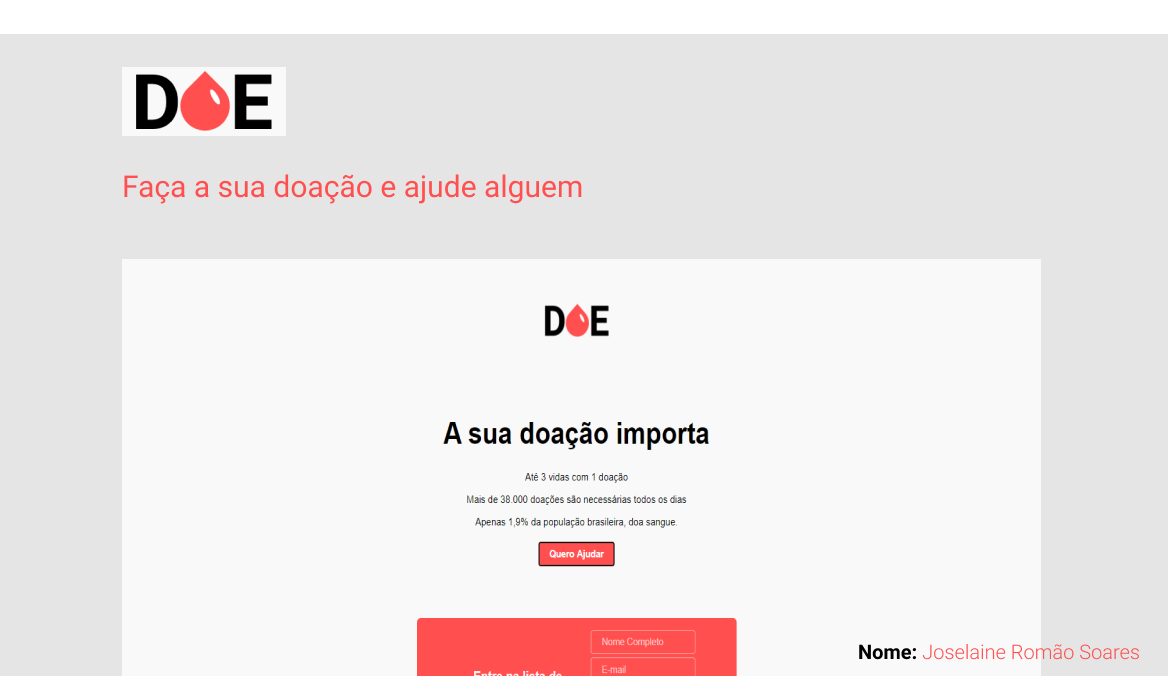 DOE
Faça a sua doação e ajude alguem
DOE
A sua doação importa
Até 3 vidas com 1 doação
Mais de 38.000 doações são necessárias todos os dias
Apenas 1,9% da população brasileira, doa sangue.
Quero Ajudar
Nome Completo
E-mail
Entre na lista de
Nome: Joselaine Romão Soares